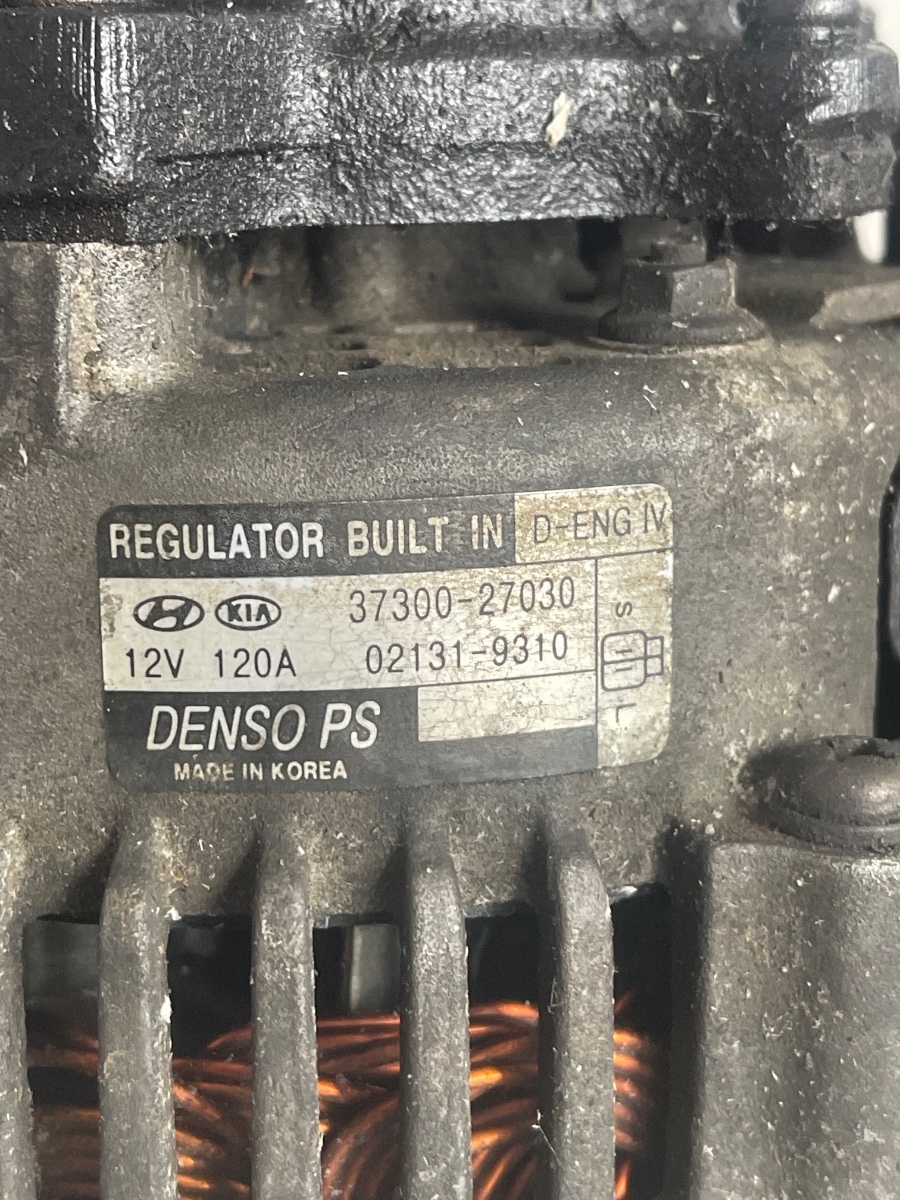 REGULATOR BUILT IN D-ENG IV
KIA 37300-27030
12V 120A 02131-9310
S
L
DENSO PS
MADE IN KOREA